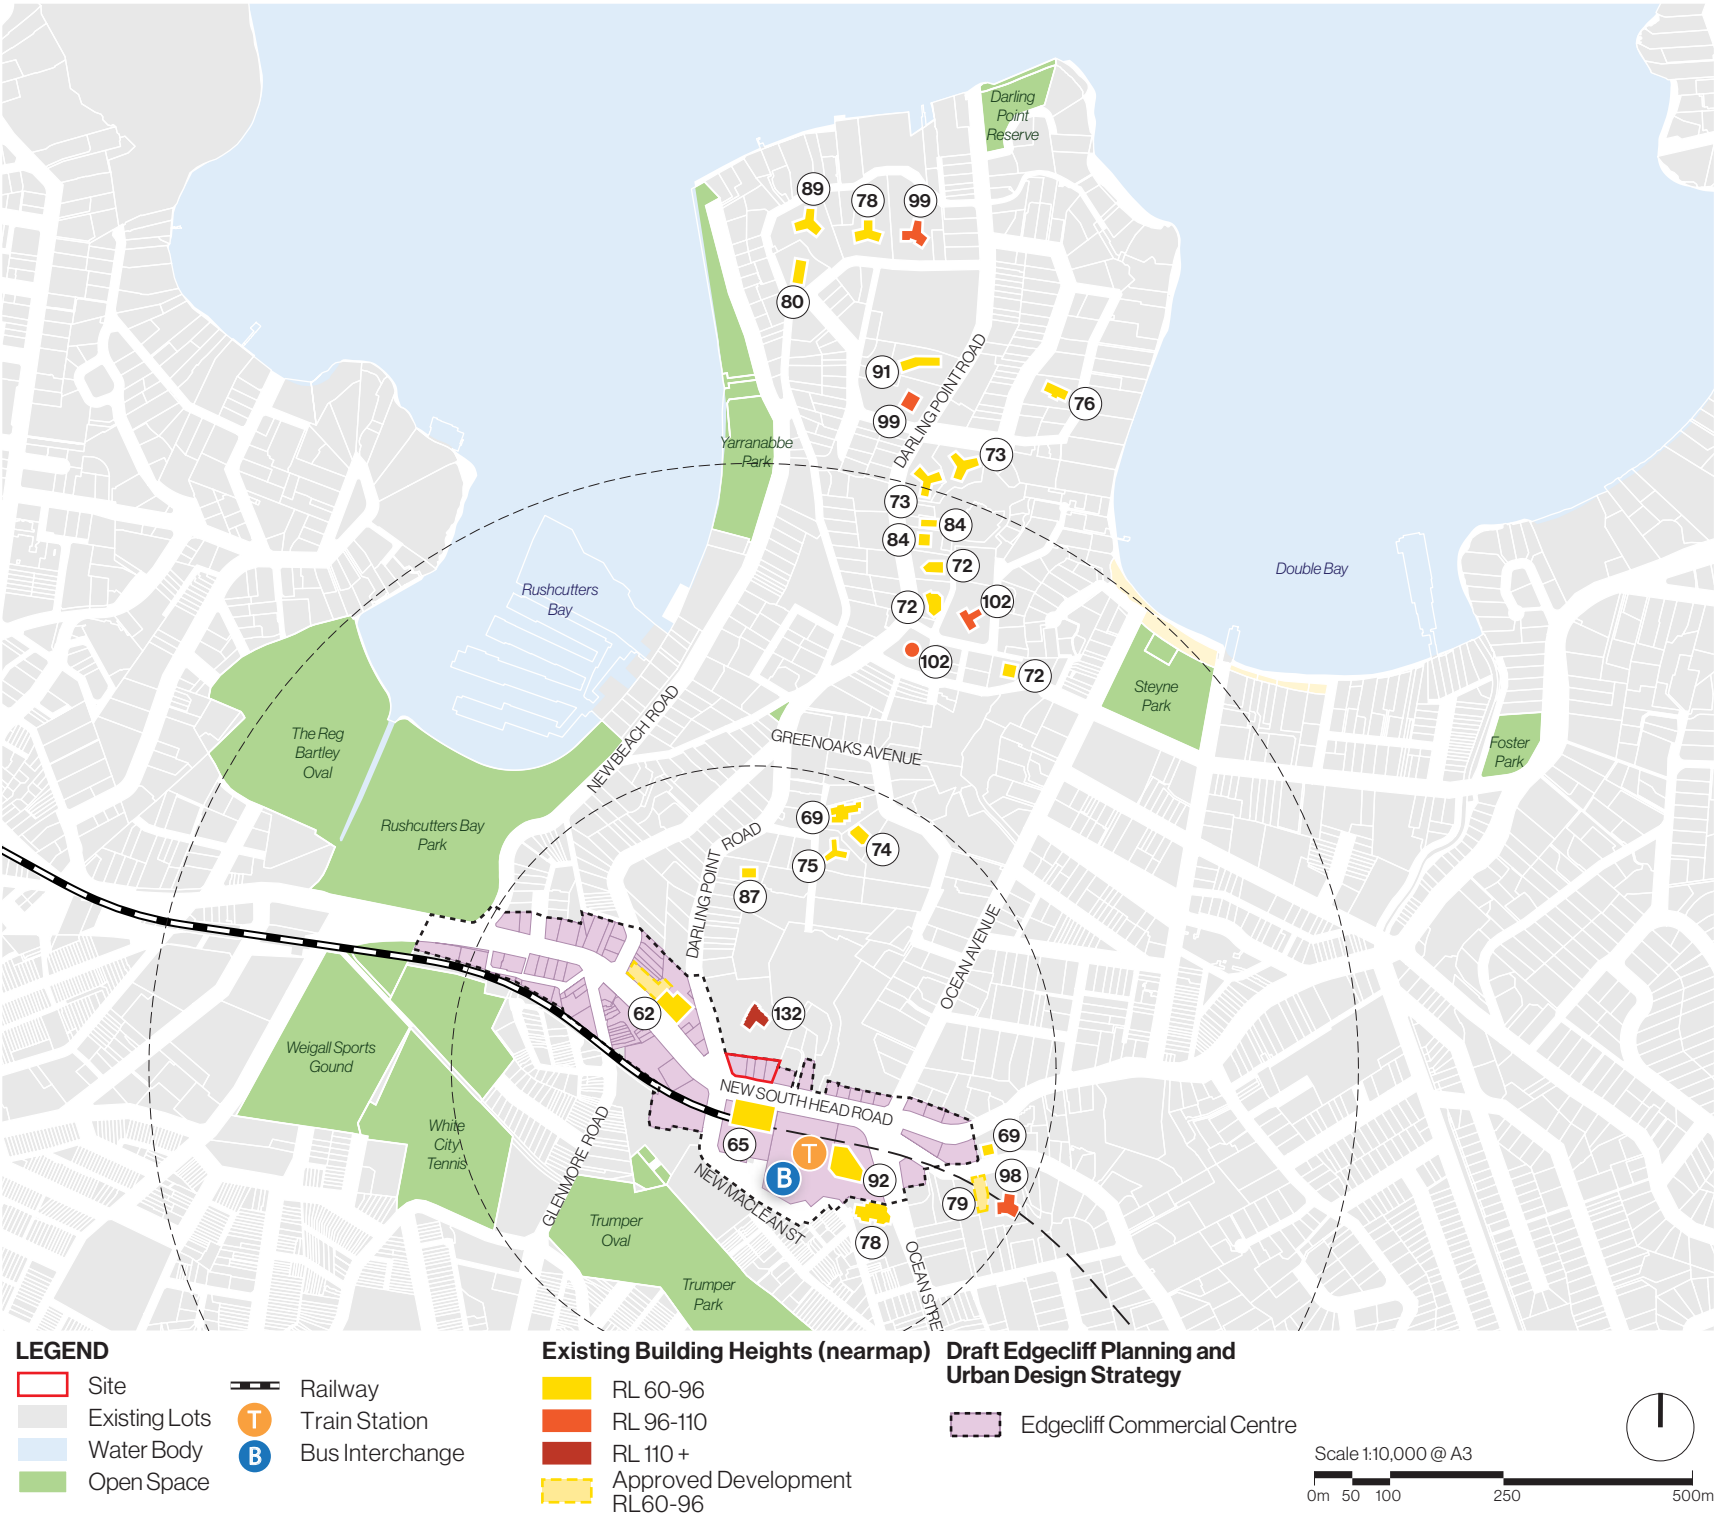 Darling
Point
Reserve
89
78
99
80
91
99
DARLING POINT ROAD
76
Yarranabbe
Park
73
73
84
84
72
72
102
102
72
Rushcutters
Bay
Double Bay
Steyne
Park
Foster
Park
The Reg
Bartley
Oval
NEW BEACH ROAD
GREENOAKS AVENUE
Rushcutters Bay
Park
69
74
75
87
DARLING POINT ROAD
OCEAN AVENUE
62
132
Weigall Sports
Gound
NEW SOUTH HEAD ROAD
White
City
Tennis
GLENMORE ROAD
65
T
B
92
69
98
79
78
NEW MACLEAN ST
OCEAN STRE
Trumper
Oval
Trumper
Park
LEGEND
Site
Existing Lots
Water Body
Open Space
Railway
T Train Station
B Bus Interchange
Existing Building Heights (nearmap)
RL 60-96
RL 96-110
RL 110 +
Approved Development
RL60-96
Draft Edgecliff Planning and
Urban Design Strategy
Edgecliff Commercial Centre
Scale 1:10,000 @ A3
0m 50 100 250 500m